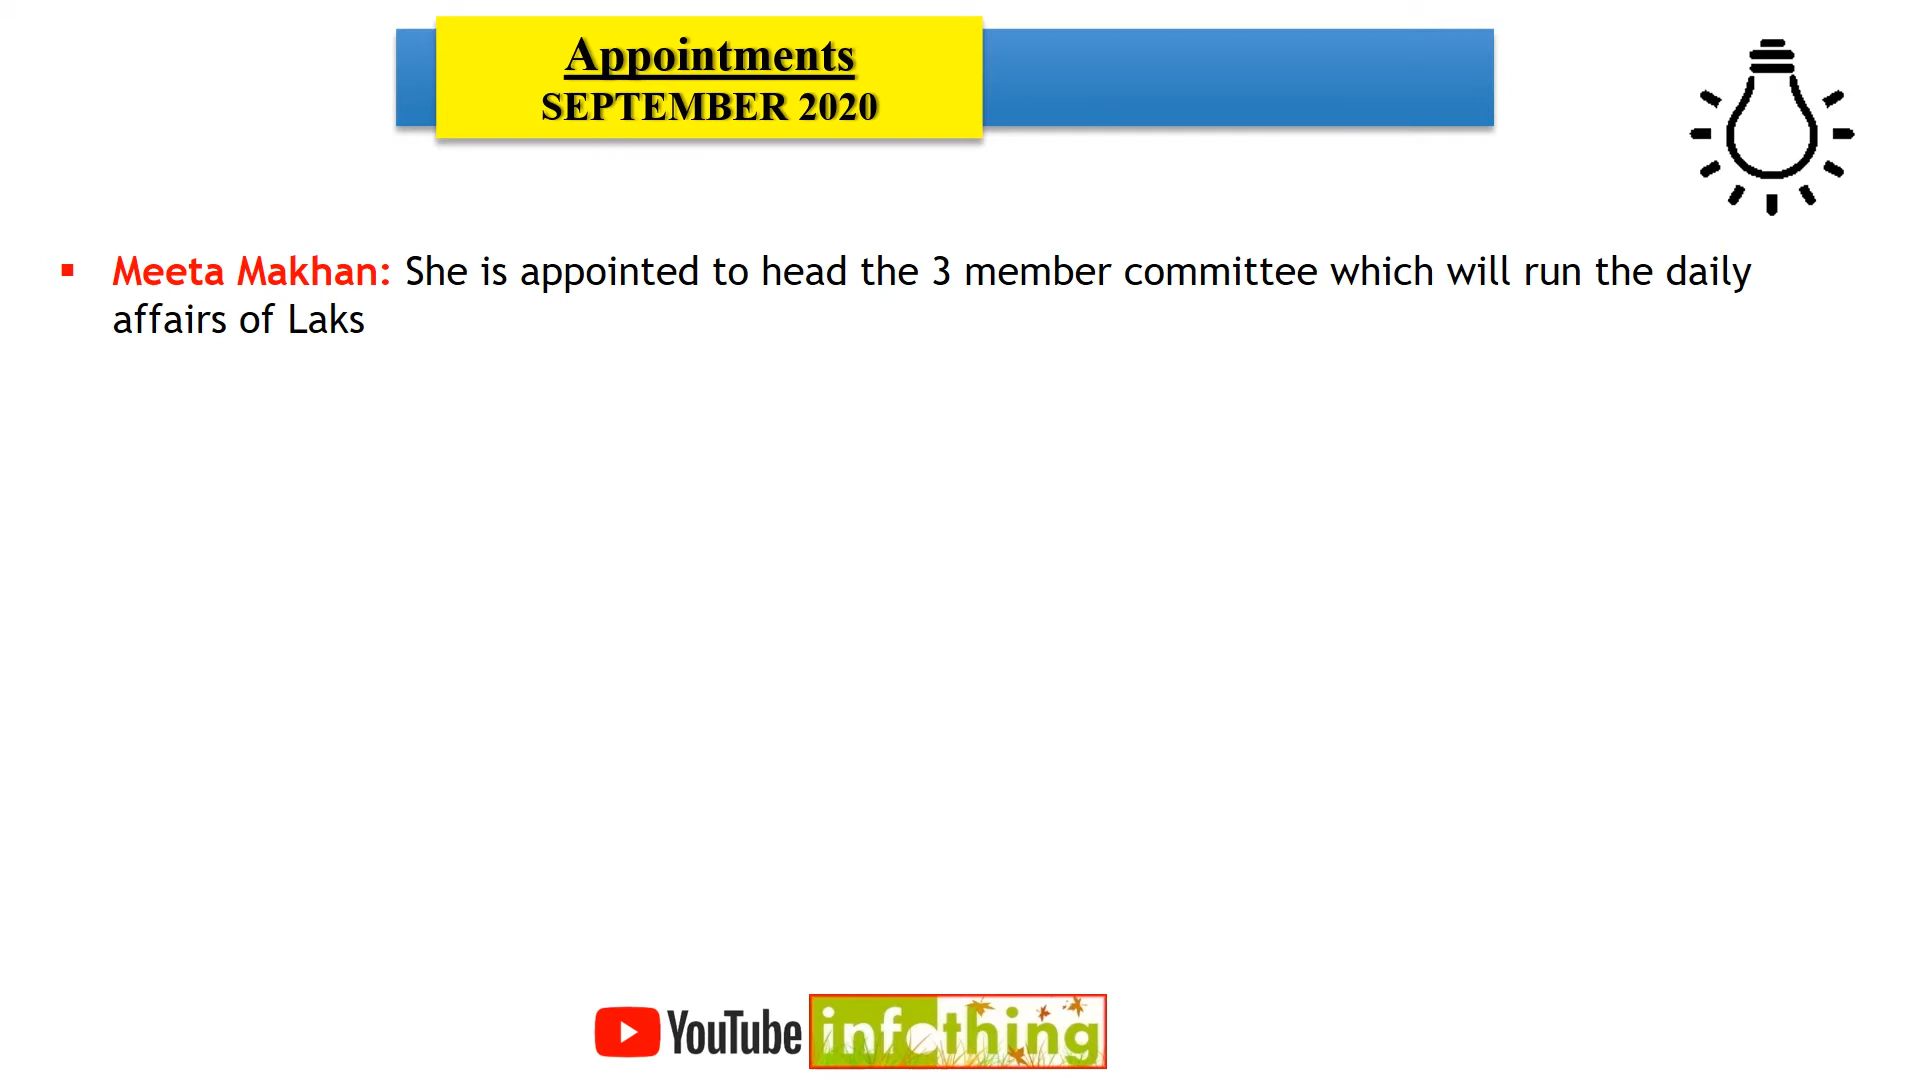 Appointments
SEPTEMBER 2020
▪ Meeta Makhan: She is appointed to head the 3 member committee which will run the daily
affairs of Laks
YouTube infothing